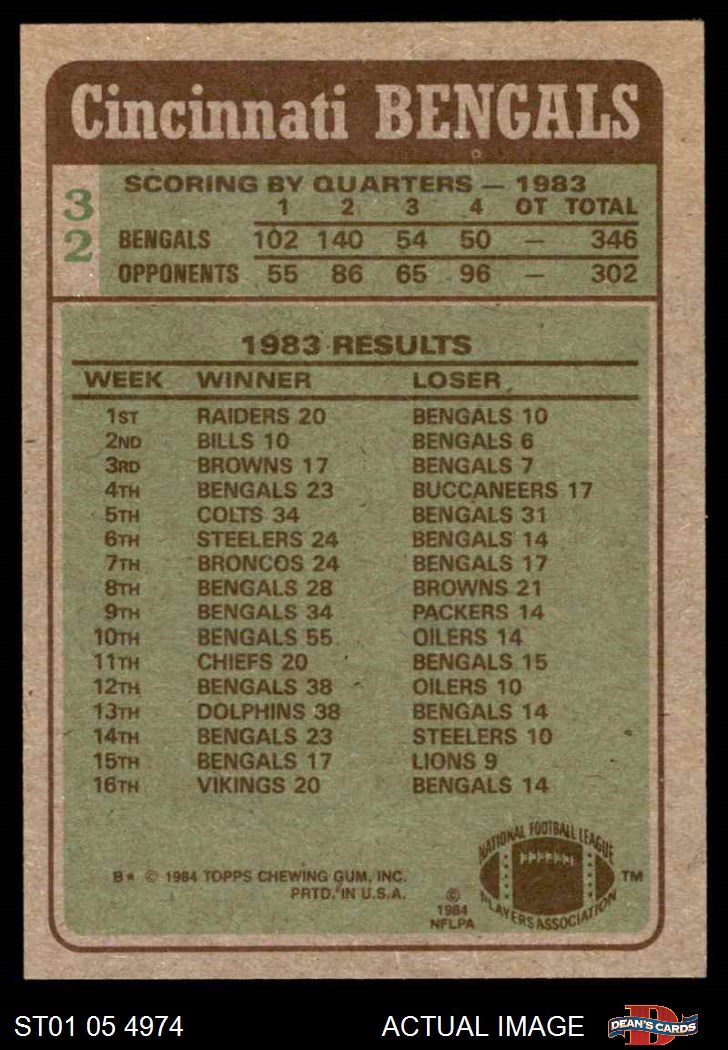 Cincinnati BENGALS
32
SCORING BY QUARTERS — 1983
1 2 3 4 OT TOTAL
BENGALS 102 140 54 50 — 346
OPPONENTS 55 86 65 96 — 302
1983 RESULTS
WEEK WINNER LOSER
1ST RAIDERS 20 BENGALS 10
2ND BILLS 10 BENGALS 6
3RD BROWNS 17 BENGALS 7
4TH BENGALS 23 BUCCANEERS 17
5TH COLTS 34 BENGALS 31
6TH STEELERS 24 BENGALS 14
7TH BRONCOS 24 BENGALS 17
8TH BENGALS 28 BROWNS 21
9TH BENGALS 34 PACKERS 14
10TH BENGALS 55 OILERS 14
11TH CHIEFS 20 BENGALS 15
12TH BENGALS 38 OILERS 10
13TH DOLPHINS 38 BENGALS 14
14TH BENGALS 23 STEELERS 10
15TH BENGALS 17 LIONS 9
16TH VIKINGS 20 BENGALS 14
B* © 1984 TOPPS CHEWING GUM, INC.
PRTD. IN U.S.A.
© 1984 NFLPA
NATIONAL FOOTBALL LEAGUE
PLAYERS ASSOCIATION
TM
ST01 05 4974 ACTUAL IMAGE
D
DEAN'S CARDS